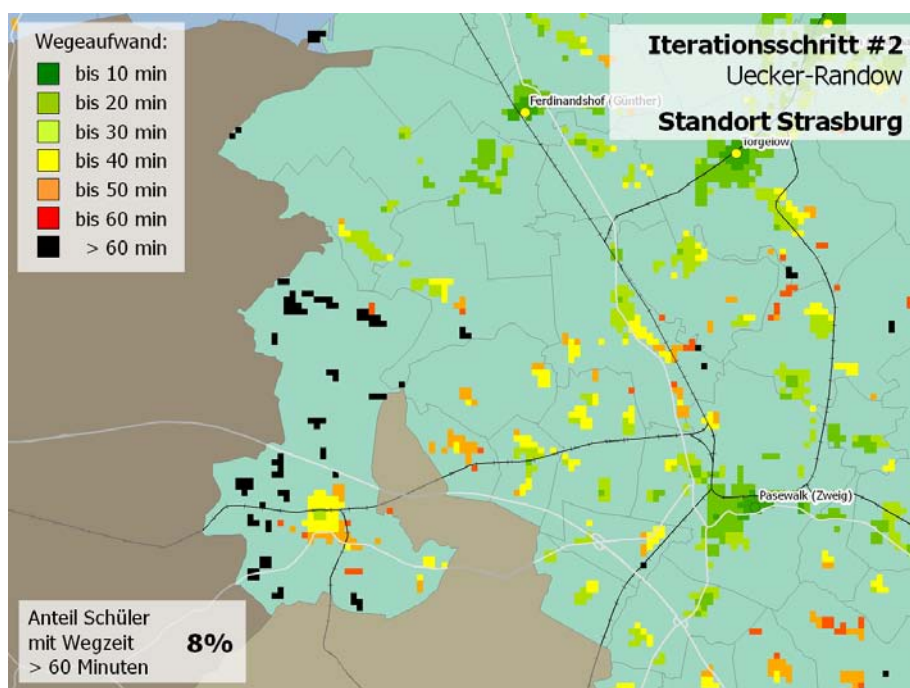 Wegeaufwand:
bis 10 min
bis 20 min
bis 30 min
bis 40 min
bis 50 min
bis 60 min
> 60 min
Iterationsschritt #2
Uecker-Randow
Standort Strasburg
Ferdinandshof (Günther)
Torgelow
Pasewalk (Zweig)
Anteil Schüler
mit Wegzeit
> 60 Minuten
8%